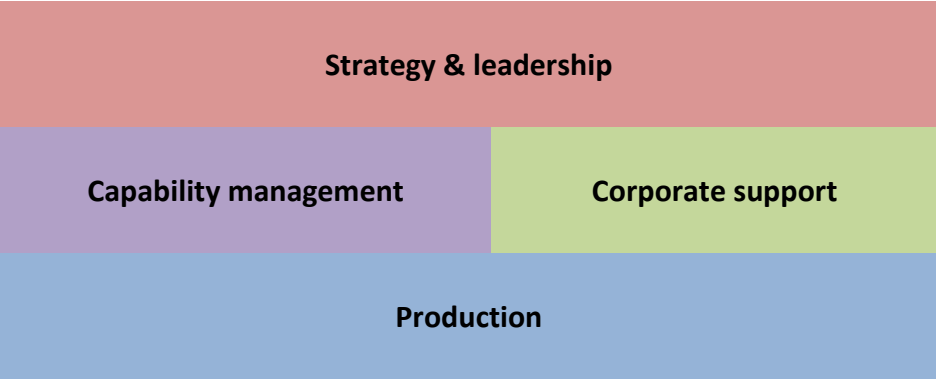 Strategy & leadership
Capability management
Corporate support
Production